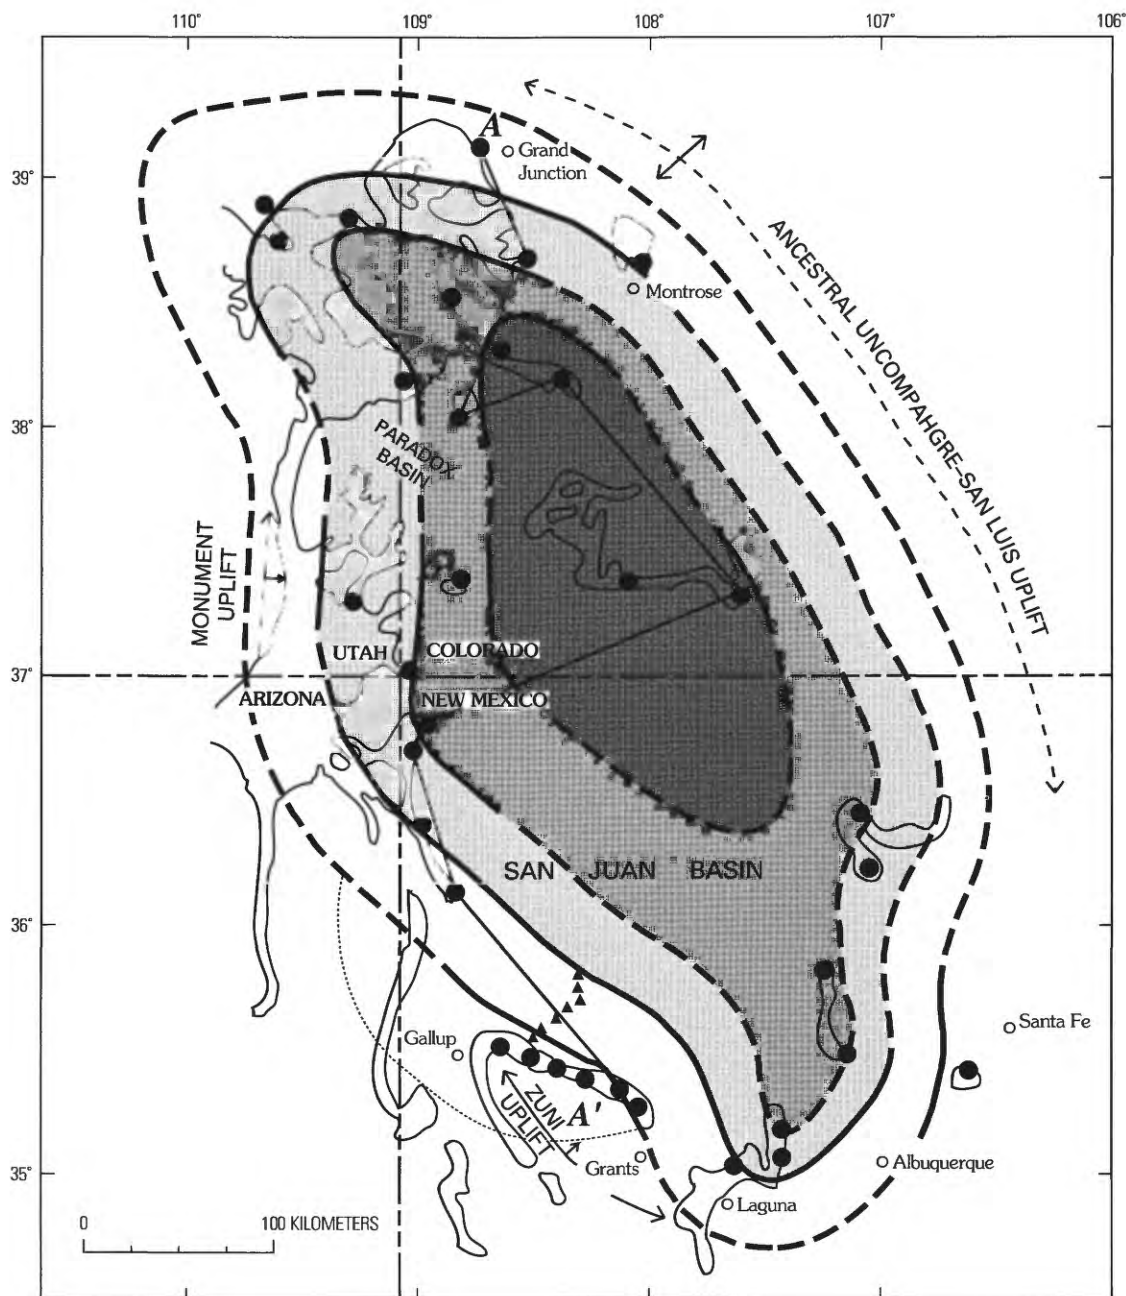 110°
109°
108°
107°
106°
A
Grand
Junction
39°
Montrose
ANCESTRAL UNCOMPAHGRE–SAN LUIS UPLIFT
38°
PARADOX
BASIN
MONUMENT
UPLIFT
UTAH
COLORADO
37°
ARIZONA
NEW MEXICO
SAN JUAN BASIN
36°
Santa Fe
Gallup
ZUNI
UPLIFT
A'
Grants
Albuquerque
35°
Laguna
0
100 KILOMETERS